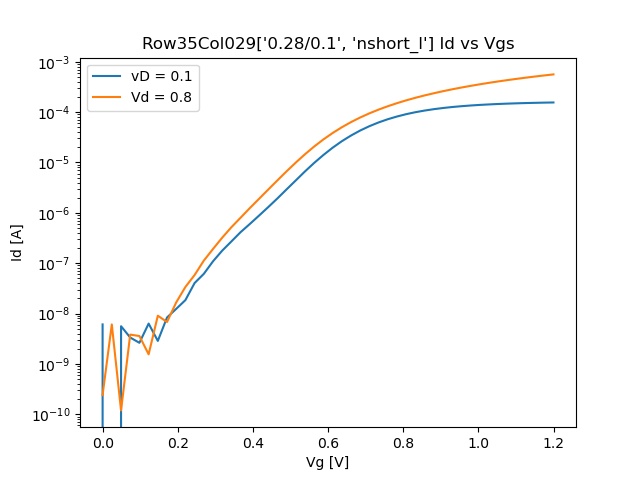 Row35Col029['0.28/0.1', 'nshort_l'] Id vs Vgs
vD = 0.1
Vd = 0.8
Id [A]
10⁻³
10⁻⁴
10⁻⁵
10⁻⁶
10⁻⁷
10⁻⁸
10⁻⁹
10⁻¹⁰
0.0 0.2 0.4 0.6 0.8 1.0 1.2
Vg [V]